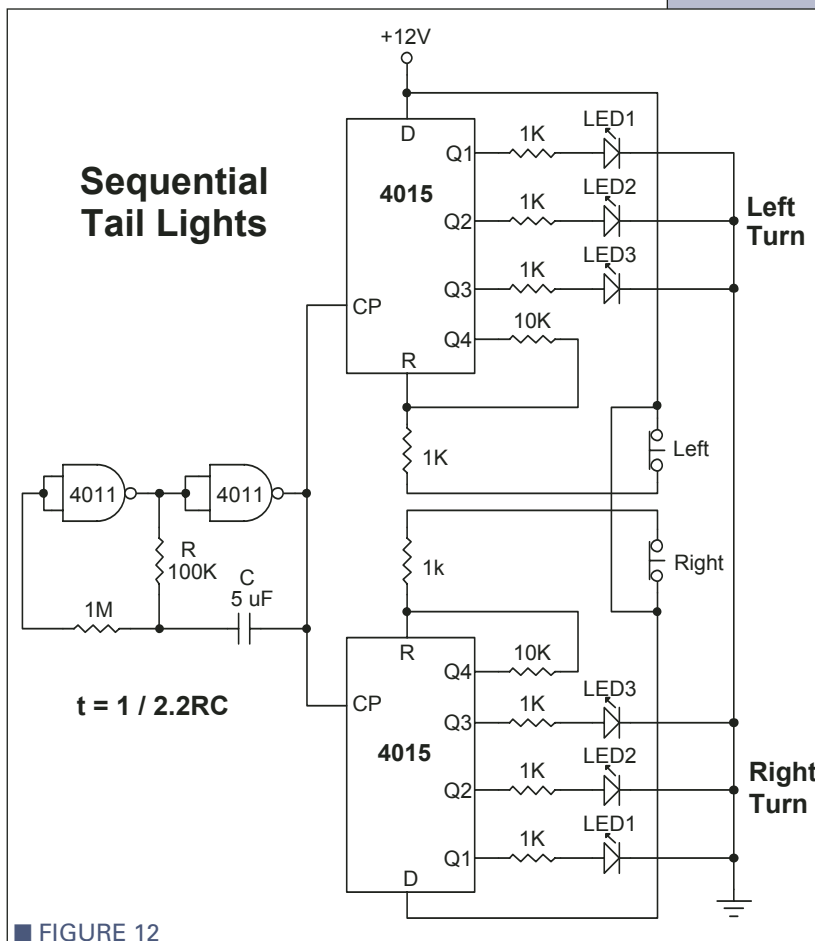 +12V
Sequential
Tail Lights
D
4015
Q1
Q2
Q3
Q4
CP
R
1K
LED1
1K
LED2
1K
LED3
10K
Left
Turn
1K
Left
4011
4011
R
100K
C
5 uF
1M
t = 1 / 2.2RC
1k
Right
R
CP
4015
Q4
Q3
Q2
Q1
D
10K
1K
LED3
1K
LED2
1K
LED1
Right
Turn
■ FIGURE 12